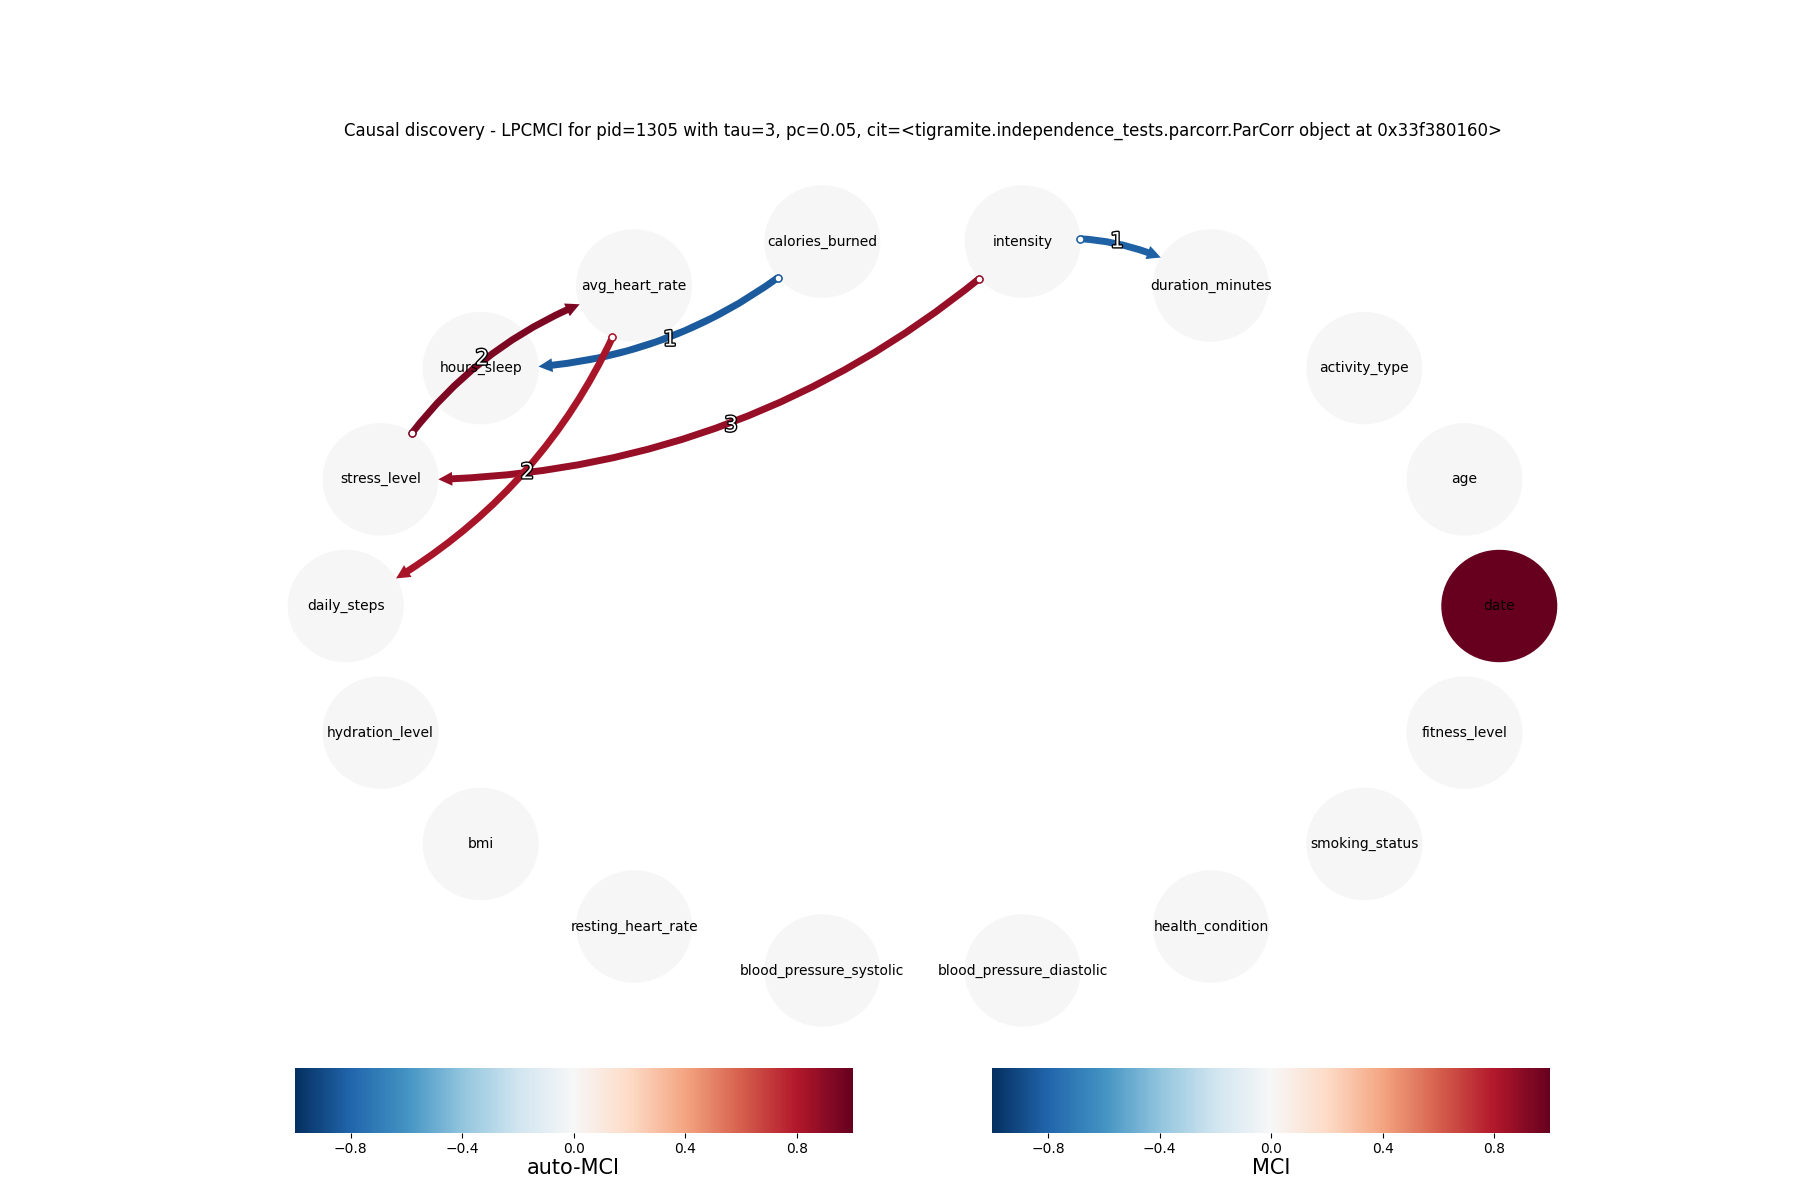 Causal discovery - LPCMCI for pid=1305 with tau=3, pc=0.05, cit=<tigramite.independence_tests.parcorr.ParCorr object at 0x33f380160>
calories_burned
intensity
1
avg_heart_rate
duration_minutes
1
2
hours_sleep
activity_type
3
2
stress_level
age
daily_steps
date
hydration_level
fitness_level
bmi
smoking_status
resting_heart_rate
health_condition
blood_pressure_systolic
blood_pressure_diastolic
−0.8 −0.4 0.0 0.4 0.8
auto-MCI
−0.8 −0.4 0.0 0.4 0.8
MCI